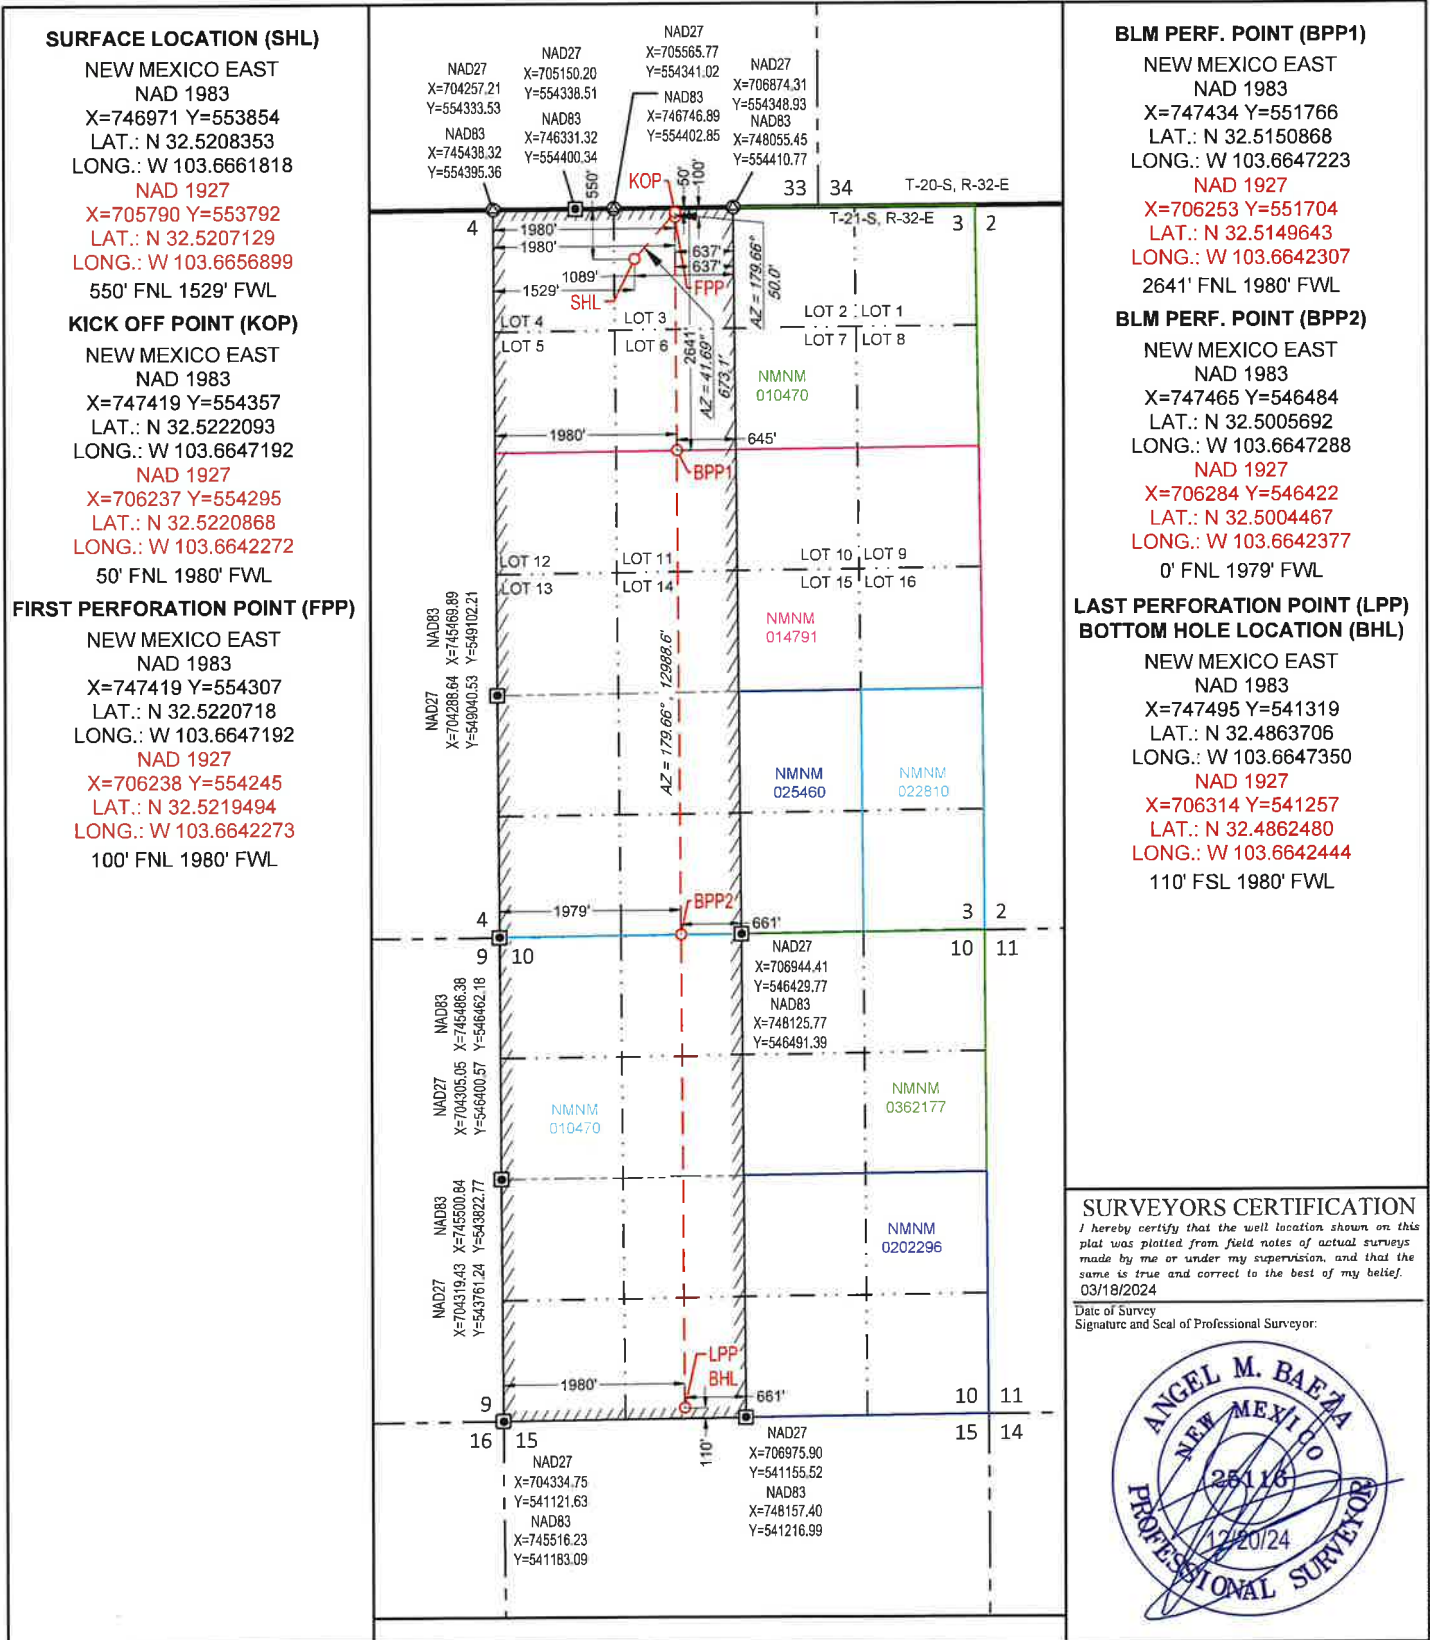 SURFACE LOCATION (SHL)
NEW MEXICO EAST
NAD 1983
X=746971 Y=553854
LAT.: N 32.5208353
LONG.: W 103.6661818
NAD 1927
X=705790 Y=553792
LAT.: N 32.5207129
LONG.: W 103.6656899
550' FNL 1529' FWL
KICK OFF POINT (KOP)
NEW MEXICO EAST
NAD 1983
X=747419 Y=554357
LAT.: N 32.5222093
LONG.: W 103.6647192
NAD 1927
X=706237 Y=554295
LAT.: N 32.5220868
LONG.: W 103.6642272
50' FNL 1980' FWL
FIRST PERFORATION POINT (FPP)
NEW MEXICO EAST
NAD 1983
X=747419 Y=554307
LAT.: N 32.5220718
LONG.: W 103.6647192
NAD 1927
X=706238 Y=554245
LAT.: N 32.5219494
LONG.: W 103.6642273
100' FNL 1980' FWL
NAD27
X=704257.21
Y=554333.53
NAD83
X=745438.32
Y=554395.36
NAD27
X=705150.20
Y=554338.51
NAD83
X=746331.32
Y=554400.34
NAD27
X=705565.77
Y=554341.02
NAD83
X=746746.89
Y=554402.85
NAD27
X=706874.31
Y=554348.93
NAD83
X=748055.45
Y=554410.77
550'
KOP
50'
100'
33 34
T-20-S, R-32-E
T-21-S, R-32-E
4
3 2
1980'
1980'
637'
637'
1089'
1529'
SHL
FPP
AZ = 179.66°
50.0'
LOT 4
LOT 3
LOT 2 LOT 1
LOT 5
LOT 6
LOT 7 LOT 8
2641'
AZ = 41.69°
673.1'
NMNM
010470
1980'
645'
BPP1
LOT 12
LOT 11
LOT 10 LOT 9
LOT 13
LOT 14
LOT 15 LOT 16
NMNM
014791
NAD83
X=745469.89
Y=549102.21
NAD27
X=704288.64
Y=549040.53
AZ = 179.66°, 12988.6'
NMNM
025460
NMNM
022810
BPP2
1979'
661'
4
3 2
9 10
10 11
NAD27
X=706944.41
Y=546429.77
NAD83
X=748125.77
Y=546491.39
NAD83
X=745486.38
Y=546462.18
NAD27
X=704305.05
Y=546400.57
NMNM
010470
NMNM
0362177
NAD83
X=745500.84
Y=543822.77
NAD27
X=704319.43
Y=543761.24
NMNM
0202296
LPP
BHL
1980'
661'
110'
9
10 11
16 15
15 14
NAD27
X=704334.75
Y=541121.63
NAD83
X=745516.23
Y=541183.09
NAD27
X=706975.90
Y=541155.52
NAD83
X=748157.40
Y=541216.99
BLM PERF. POINT (BPP1)
NEW MEXICO EAST
NAD 1983
X=747434 Y=551766
LAT.: N 32.5150868
LONG.: W 103.6647223
NAD 1927
X=706253 Y=551704
LAT.: N 32.5149643
LONG.: W 103.6642307
2641' FNL 1980' FWL
BLM PERF. POINT (BPP2)
NEW MEXICO EAST
NAD 1983
X=747465 Y=546484
LAT.: N 32.5005692
LONG.: W 103.6647288
NAD 1927
X=706284 Y=546422
LAT.: N 32.5004467
LONG.: W 103.6642377
0' FNL 1979' FWL
LAST PERFORATION POINT (LPP)
BOTTOM HOLE LOCATION (BHL)
NEW MEXICO EAST
NAD 1983
X=747495 Y=541319
LAT.: N 32.4863706
LONG.: W 103.6647350
NAD 1927
X=706314 Y=541257
LAT.: N 32.4862480
LONG.: W 103.6642444
110' FSL 1980' FWL
SURVEYORS CERTIFICATION
I hereby certify that the well location shown on this
plat was plotted from field notes of actual surveys
made by me or under my supervision, and that the
same is true and correct to the best of my belief.
03/18/2024
Date of Survey
Signature and Seal of Professional Surveyor:
ANGEL M. BAEZA
NEW MEXICO
25116
12/20/24
PROFESSIONAL SURVEYOR